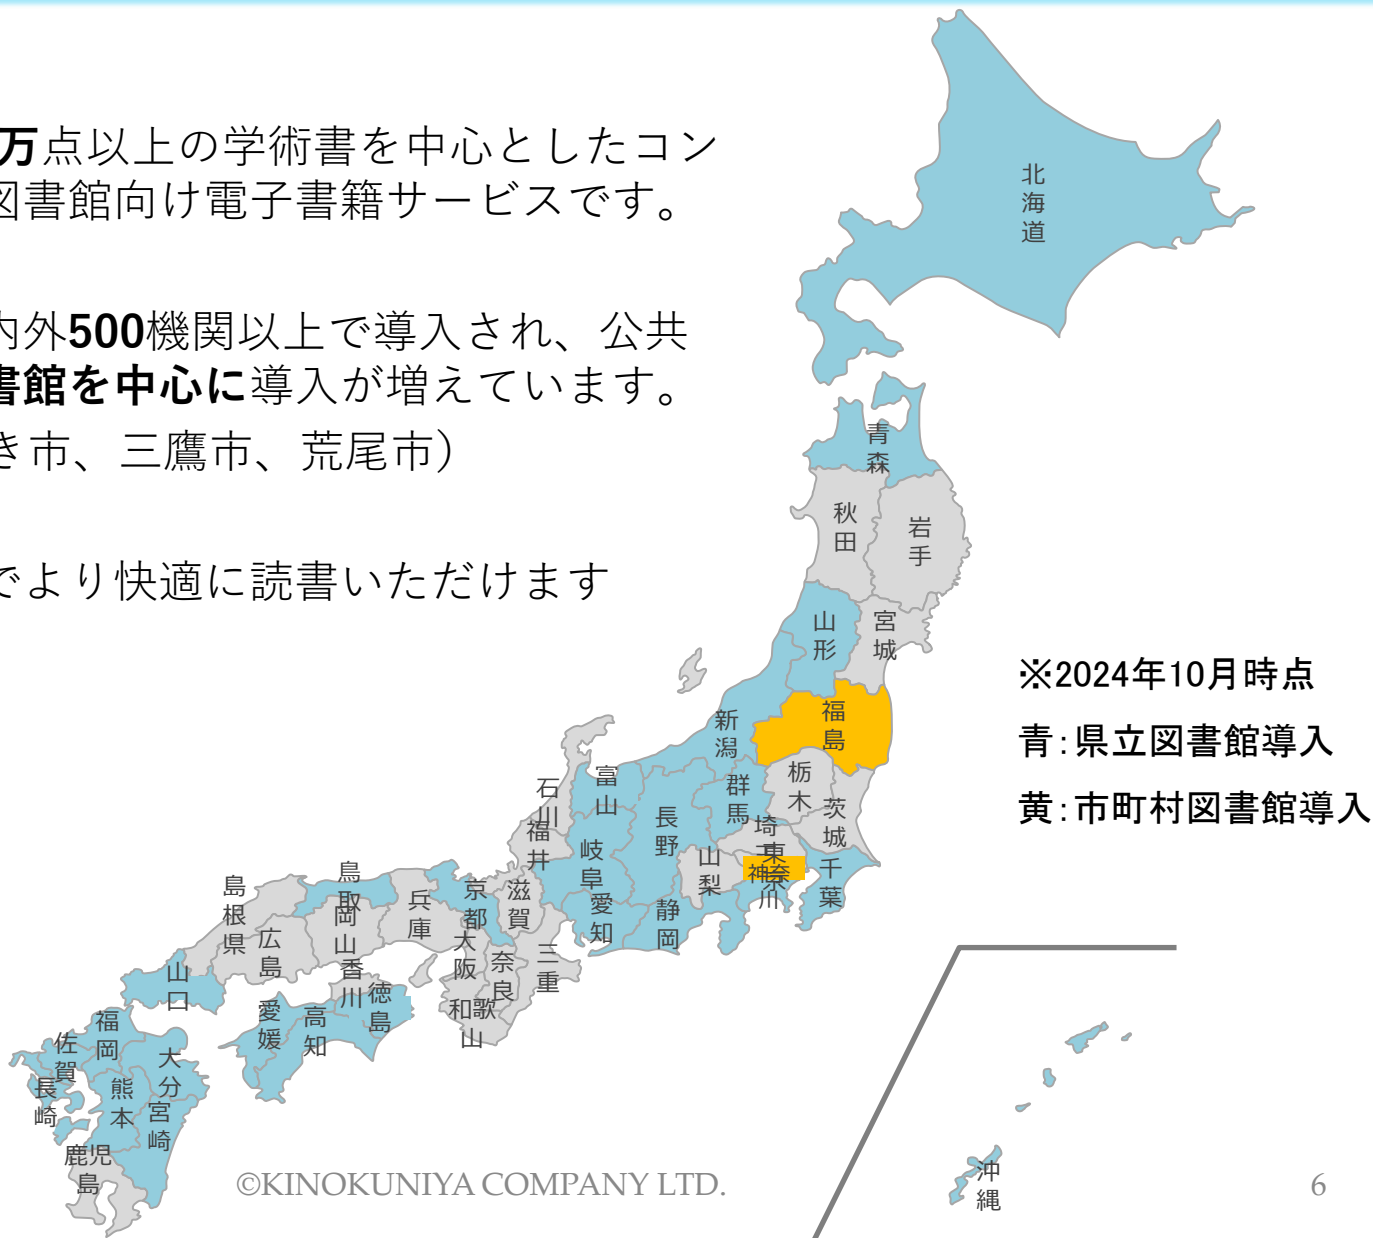 万点以上の学術書を中心としたコン
図書館向け電子書籍サービスです。
内外500機関以上で導入され、公共
書館を中心に導入が増えています。
き市、三鷹市、荒尾市）
でより快適に読書いただけます
※2024年10月時点
青：県立図書館導入
黄：市町村図書館導入
北海道
青森
秋田
岩手
山形
宮城
福島
新潟
栃木
群馬
茨城
富山
石川
福井
長野
埼
東京
神奈川
千葉
山梨
岐阜
愛知
静岡
滋賀
京都
兵庫
鳥取
島根県
岡山
広島
大阪
奈良
三重
和歌山
香川
徳島
愛媛
高知
山口
福岡
佐賀
長崎
大分
熊本
宮崎
鹿児島
沖縄
©KINOKUNIYA COMPANY LTD.
6